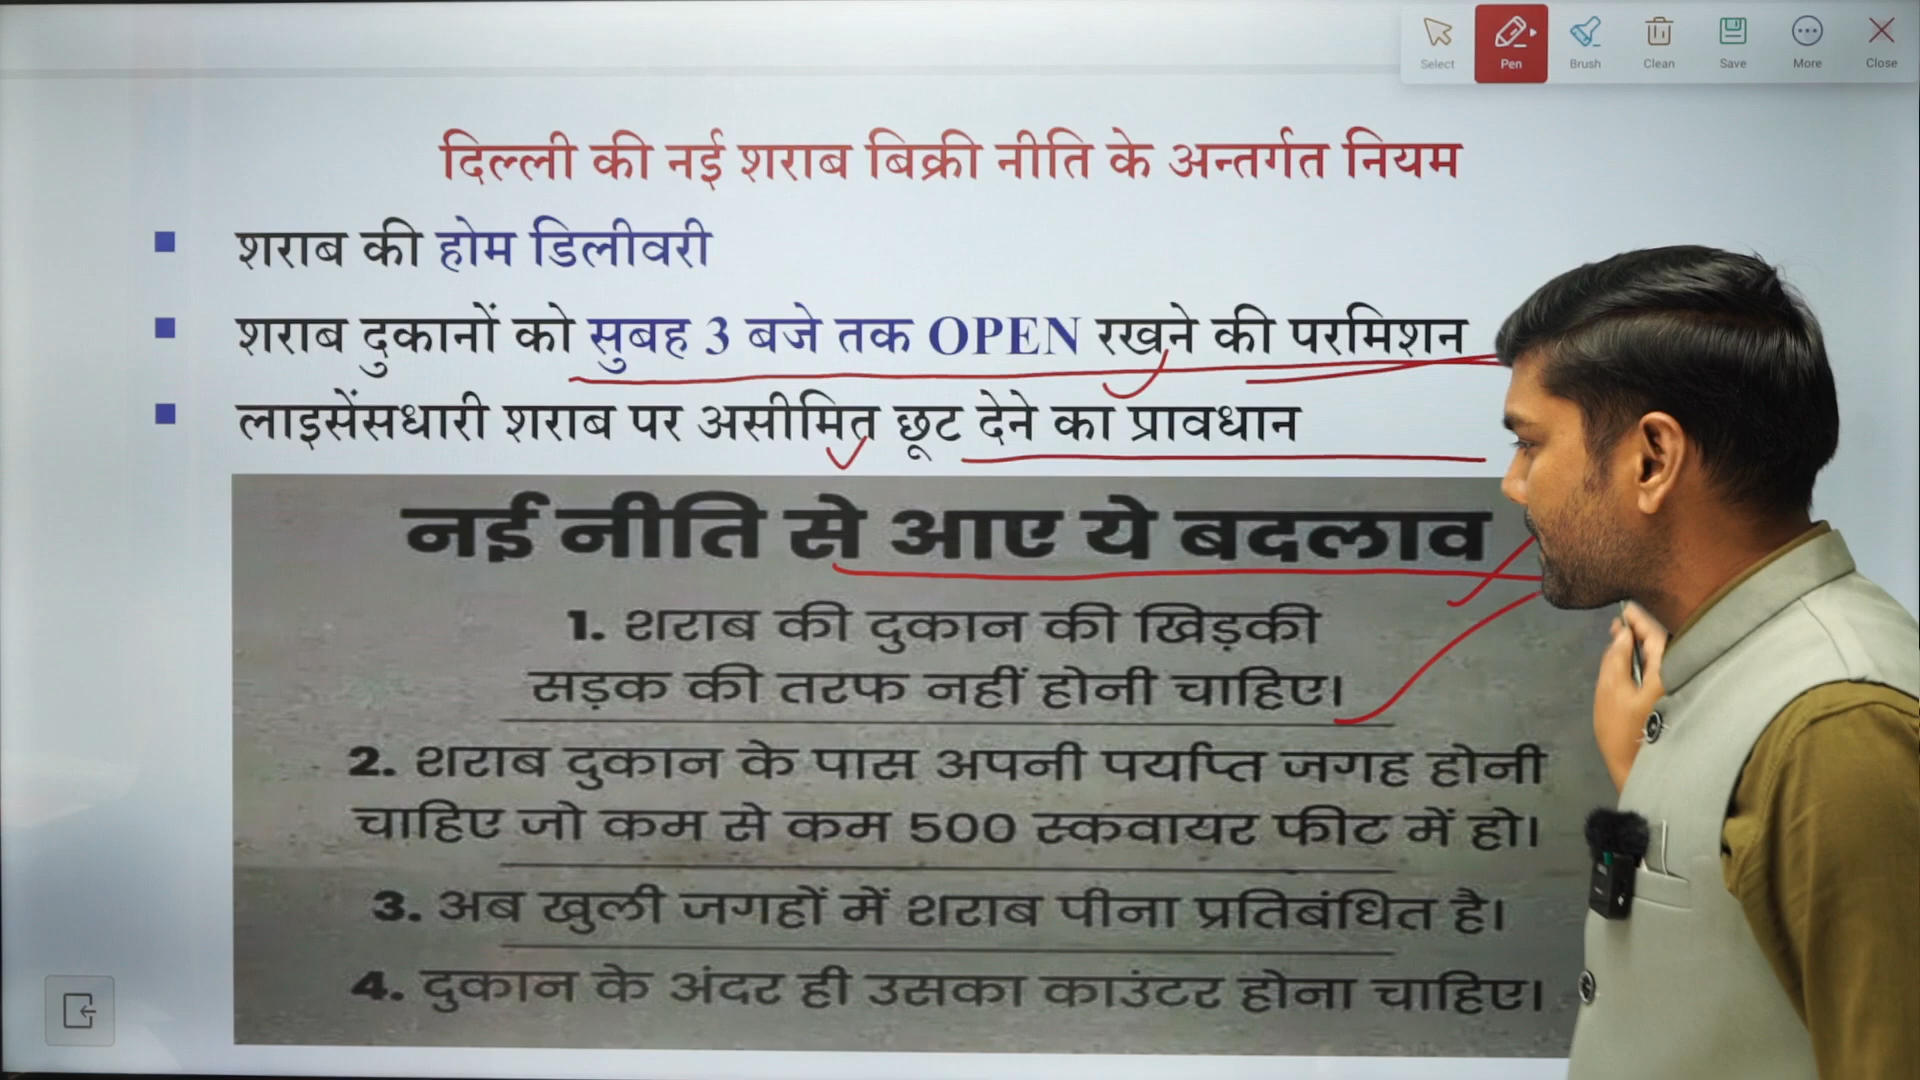 Select Pen Brush Clean Save More Close
दिल्ली की नई शराब बिक्री नीति के अन्तर्गत नियम
शराब की होम डिलीवरी
शराब दुकानों को सुबह 3 बजे तक OPEN रखने की परमिशन
लाइसेंसधारी शराब पर असीमित छूट देने का प्रावधान
नई नीति से आए ये बदलाव
1. शराब की दुकान की खिड़की
सड़क की तरफ नहीं होनी चाहिए।
2. शराब दुकान के पास अपनी पर्याप्त जगह होनी
चाहिए जो कम से कम 500 स्कवायर फीट में हो।
3. अब खुली जगहों में शराब पीना प्रतिबंधित है।
4. दुकान के अंदर ही उसका काउंटर होना चाहिए।